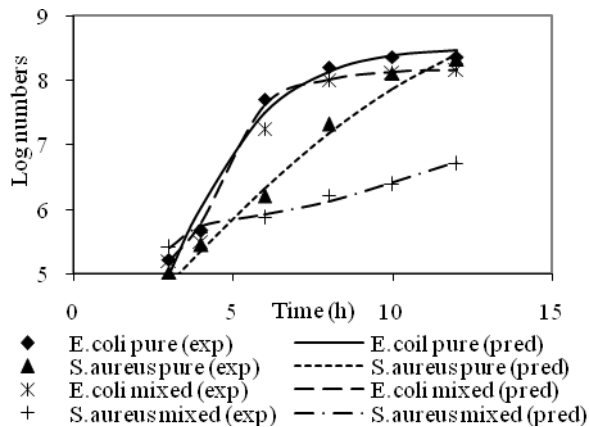 9
8
7
6
5
Log numbers
0
5
10
15
Time (h)
E.coli pure (exp)
E.coil pure (pred)
S.aureus pure (exp)
S.aureus pure (pred)
E.coli mixed (exp)
E.coli mixed (pred)
S.aureus mixed (exp)
S.aureus mixed (pred)